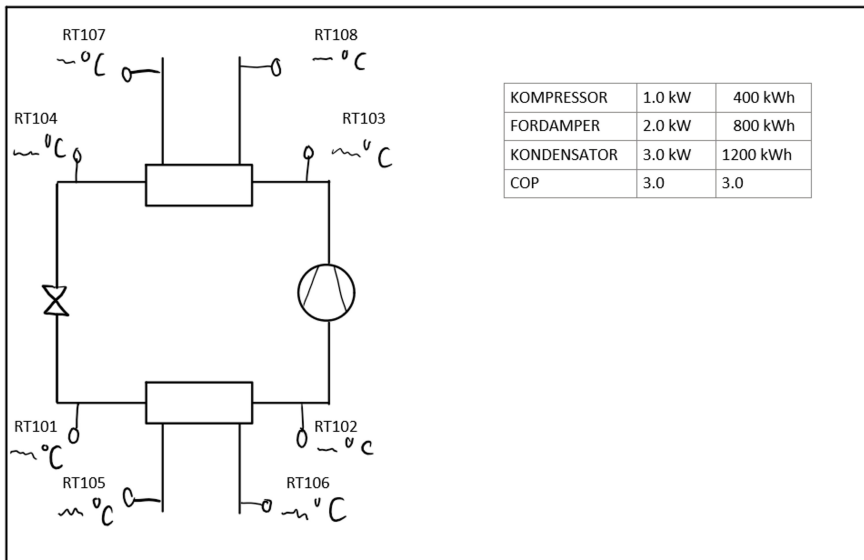 RT107
~°C
RT108
~°C
RT104
~°C
RT103
~°C
RT101
~°C
RT102
~°C
RT105
~°C
RT106
~°C
KOMPRESSOR 1.0 kW 400 kWh
FORDAMPER 2.0 kW 800 kWh
KONDENSATOR 3.0 kW 1200 kWh
COP 3.0 3.0